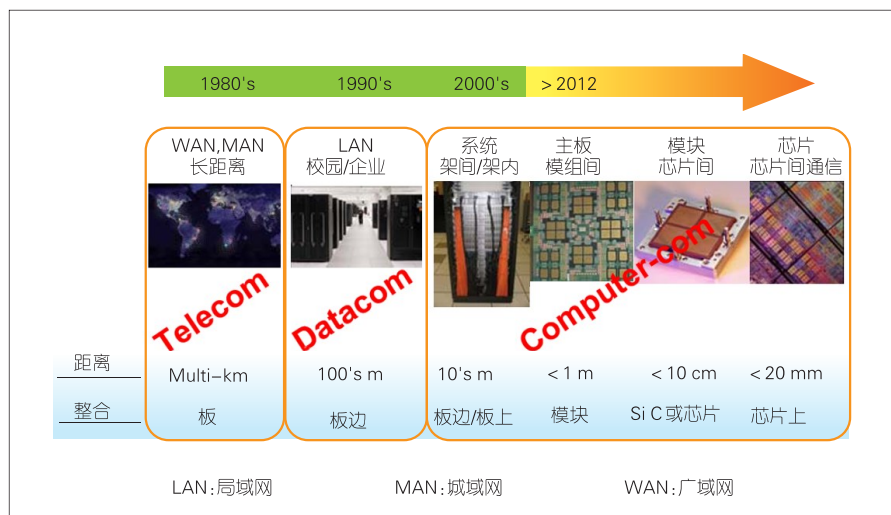 1980's 1990's 2000's > 2012
WAN,MAN
长距离
LAN
校园/企业
系统
架间/架内
主板
模组间
模块
芯片间
芯片
芯片间通信
Telecom
Datacom
Computer-com
距离 Multi-km 100's m 10's m < 1 m < 10 cm < 20 mm
整合 板 板边 板边/板上 模块 Si C 或芯片 芯片上
LAN:局域网 MAN:城域网 WAN:广域网